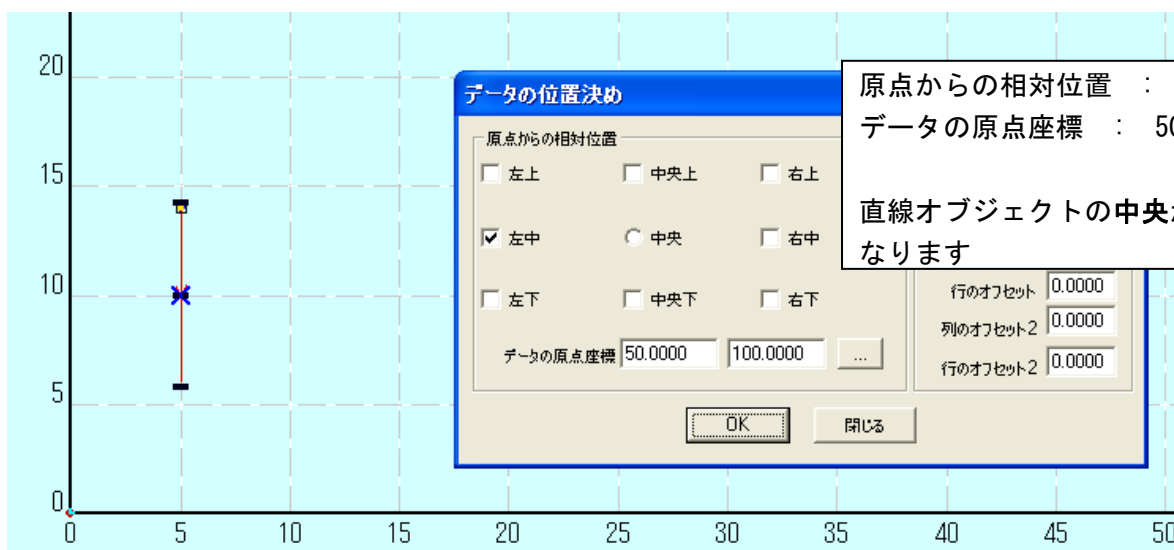 20
15
10
5
0
0 5 10 15 20 25 30 35 40 45 50
データの位置決め
原点からの相対位置
左上 中央上 右上
左中 中央 右中
左下 中央下 右下
データの原点座標 50.0000 100.0000 ...
行のオフセット 0.0000
列のオフセット2 0.0000
行のオフセット2 0.0000
OK 閉じる
原点からの相対位置 :
データの原点座標 : 50
直線オブジェクトの中央
なります